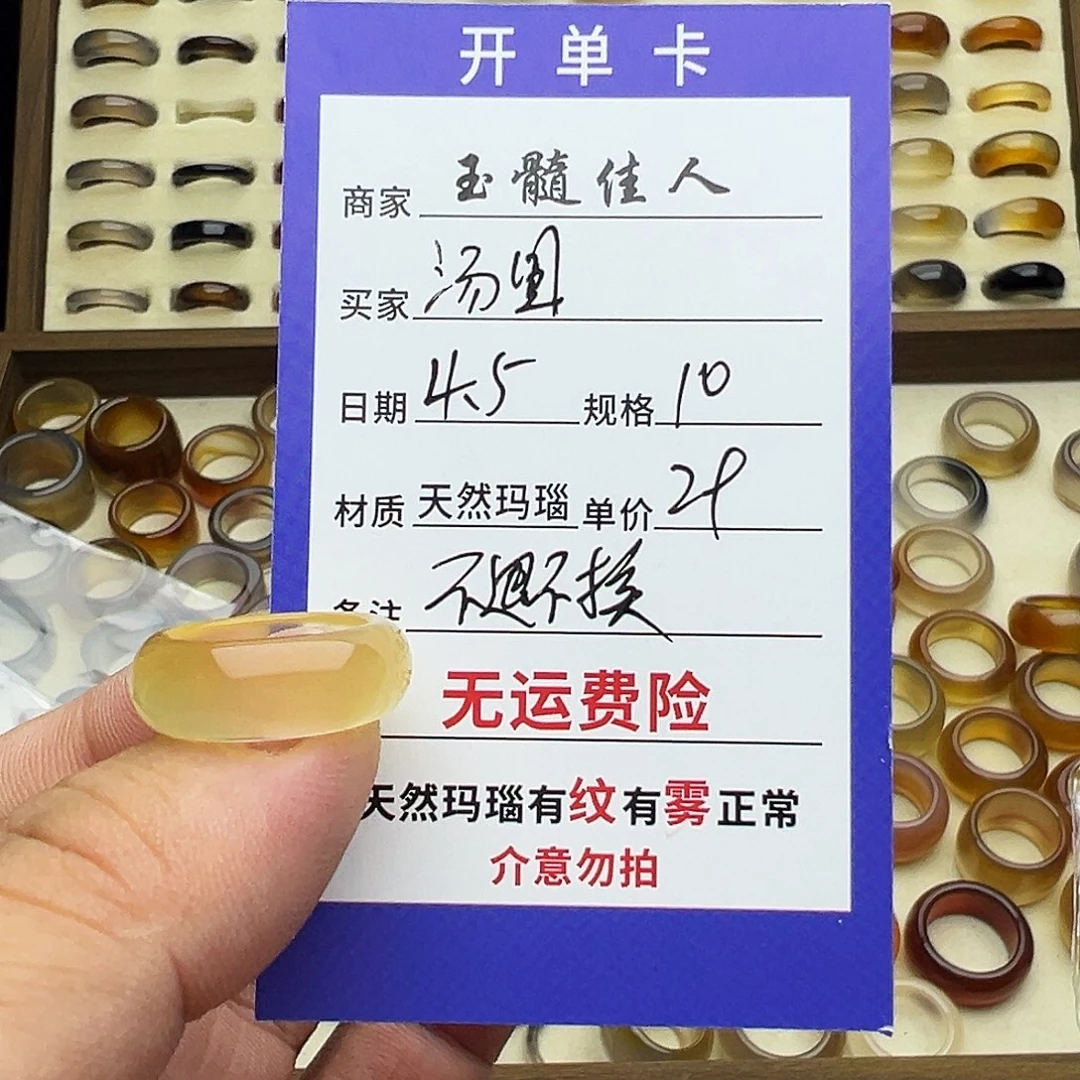 开单卡
商家 玉髓佳人
买家 汤圆
日期 4.5 规格 10
材质 天然玛瑙 单价
备注 不退不换
无运费险
天然玛瑙有纹有雾正常
介意勿拍